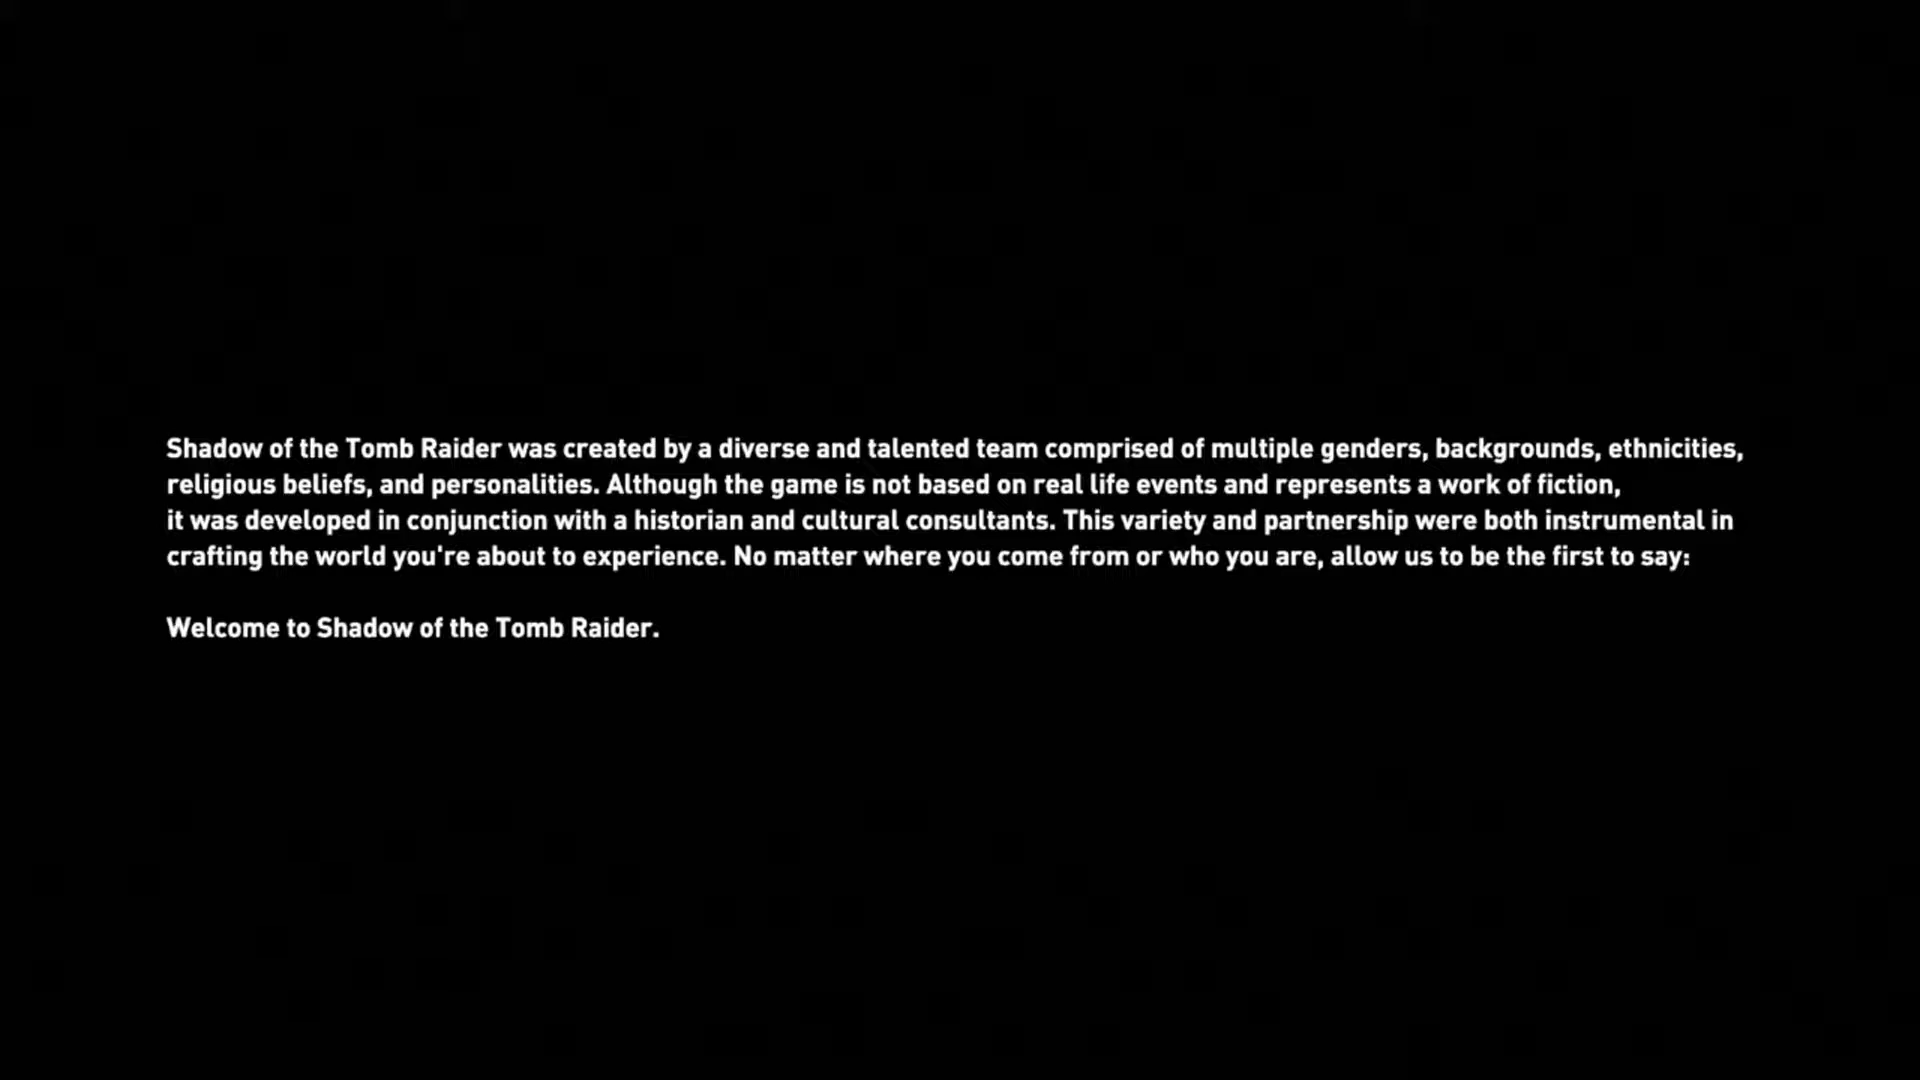 Shadow of the Tomb Raider was created by a diverse and talented team comprised of multiple genders, backgrounds, ethnicities,
religious beliefs, and personalities. Although the game is not based on real life events and represents a work of fiction,
it was developed in conjunction with a historian and cultural consultants. This variety and partnership were both instrumental in
crafting the world you're about to experience. No matter where you come from or who you are, allow us to be the first to say:
Welcome to Shadow of the Tomb Raider.